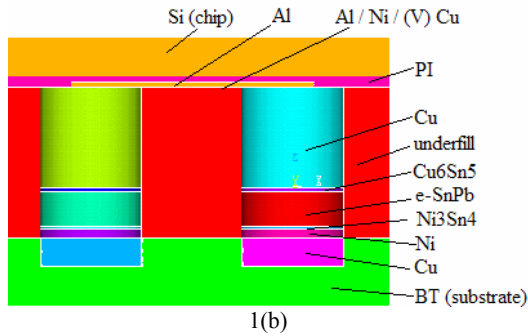 Si (chip)
Al
Al / Ni / (V) Cu
PI
Cu
underfill
Cu6Sn5
e-SnPb
Ni3Sn4
Ni
Cu
BT (substrate)
1(b)